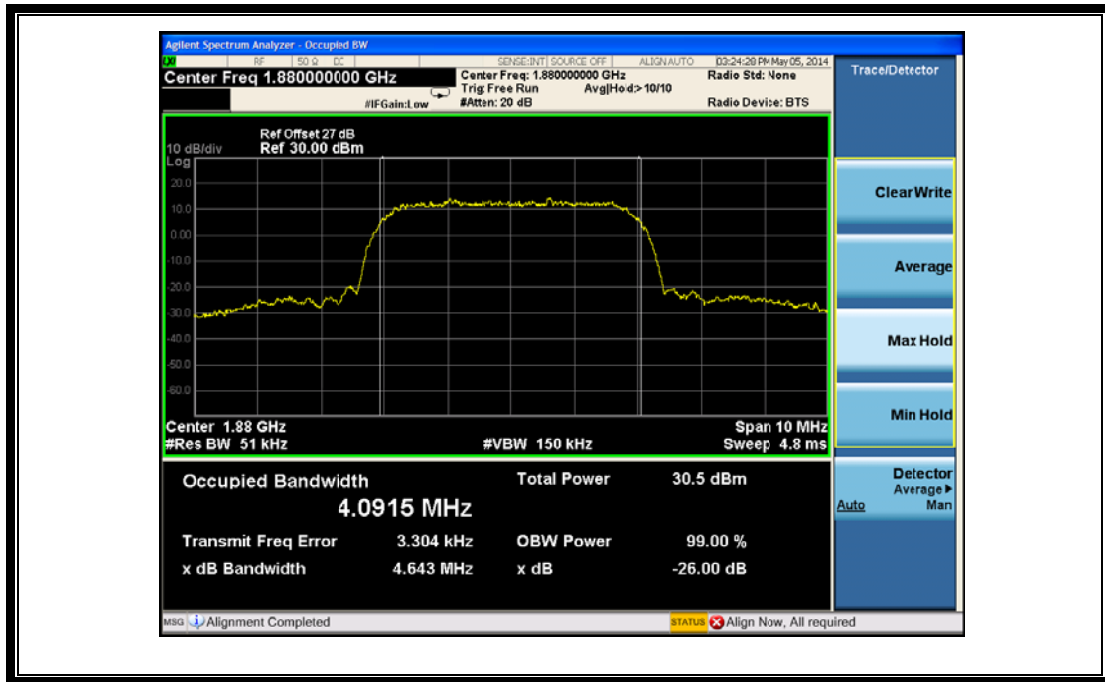 Agilent Spectrum Analyzer - Occupied BW
LXI RF 50 Ω DC SENSE:INT SOURCE OFF ALIGN AUTO 03:24:28 PM May 05, 2014
Center Freq 1.880000000 GHz
Center Freq: 1.880000000 GHz
Radio Std: None
Trig: Free Run Avg|Hold:> 10/10
#IFGain:Low
#Atten: 20 dB
Radio Device: BTS
Trace/Detector
Ref Offset 27 dB
10 dB/div Ref 30.00 dBm
Log
20.0
10.0
0.00
-10.0
-20.0
-30.0
-40.0
-50.0
-60.0
Center 1.88 GHz Span 10 MHz
#Res BW 51 kHz #VBW 150 kHz Sweep 4.8 ms
Clear Write
Average
Max Hold
Min Hold
Detector
Average
Auto Man
Occupied Bandwidth Total Power 30.5 dBm
4.0915 MHz
Transmit Freq Error 3.304 kHz OBW Power 99.00 %
x dB Bandwidth 4.643 MHz x dB -26.00 dB
MSG Alignment Completed STATUS Align Now, All required